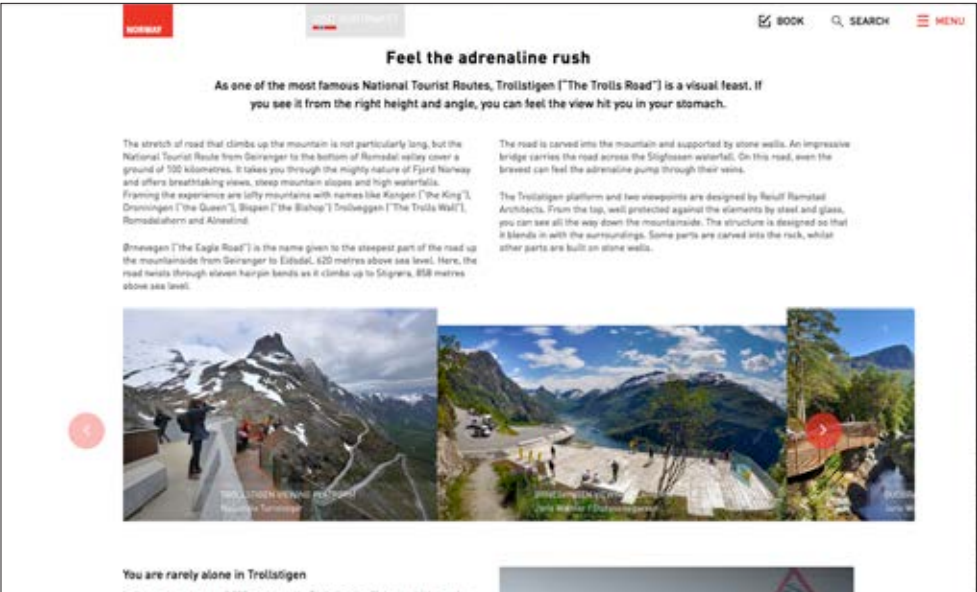 NORWAY
VISIT NORTHWEST
BOOK
SEARCH
MENU
Feel the adrenaline rush
As one of the most famous National Tourist Routes, Trollstigen ("The Trolls Road") is a visual feast. If
you see it from the right height and angle, you can feel the view hit you in your stomach.
The stretch of road that climbs up the mountain is not particularly long, but the
National Tourist Route from Geiranger to the bottom of Romsdal valley cover a
ground of 100 kilometres. It takes you through the mighty nature of Fjord Norway
and offers breathtaking views, steep mountain slopes and high waterfalls.
Framing the experience are lofty mountains with names like Kongen ("the King"),
Dronningen ("the Queen"), Bispen ("the Bishop") Trollveggen ("The Trolls Wall"),
Romsdalshorn and Alnestind.
Ørnevegen ("the Eagle Road") is the name given to the steepest part of the road up
the mountainside from Geiranger to Eidsdal, 620 metres above sea level. Here, the
road twists through eleven hairpin bends as it climbs up to Stigrøra, 858 metres
above sea level.
The road is carved into the mountain and supported by stone walls. An impressive
bridge carries the road across the Stigfossen waterfall. On this road, even the
bravest can feel the adrenaline pump through their veins.
The Trollstigen platform and two viewpoints are designed by Reiulf Ramstad
Architects. From the top, well protected against the elements by steel and glass,
you can see all the way down the mountainside. The structure is designed so that
it blends in with the surroundings. Some parts are carved into the rock, whilst
other parts are built on stone walls.
TROLLSTIGEN VIEWING PLATFORM
Nasjonale Turistveger
ØRNESVINGEN
Jarle Wæhler / Statens vegvesen
Jarle W
You are rarely alone in Trollstigen